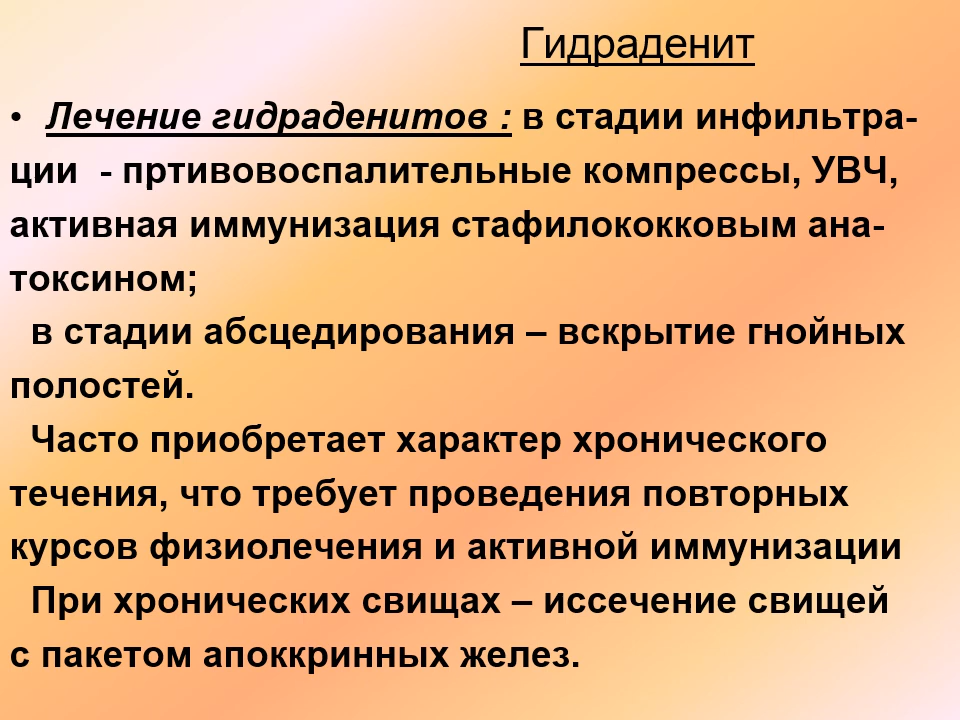 Гидраденит
• Лечение гидраденитов : в стадии инфильтра-
ции - пртивовоспалительные компрессы, УВЧ,
активная иммунизация стафилококковым ана-
токсином;
в стадии абсцедирования – вскрытие гнойных
полостей.
Часто приобретает характер хронического
течения, что требует проведения повторных
курсов физиолечения и активной иммунизации
При хронических свищах – иссечение свищей
с пакетом апоккринных желез.